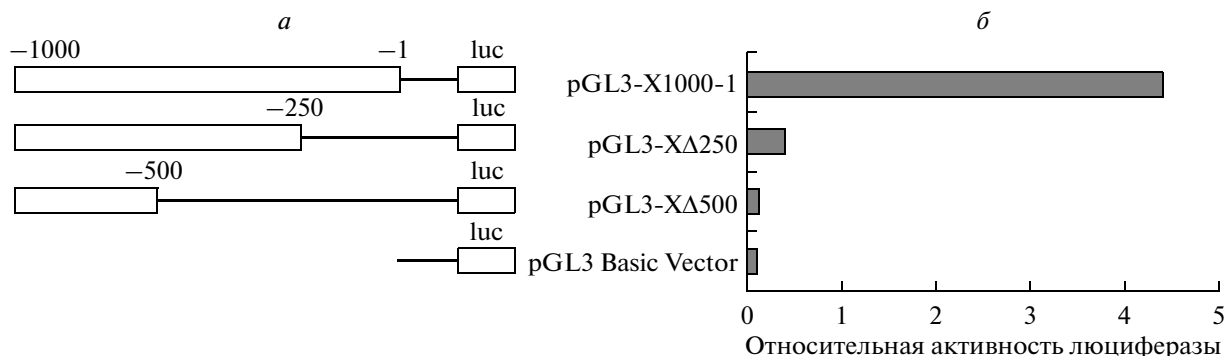 а
−1000
−1
luc
−250
luc
−500
luc
luc
б
pGL3-X1000-1
pGL3-XΔ250
pGL3-XΔ500
pGL3 Basic Vector
0 1 2 3 4 5
Относительная активность люциферазы